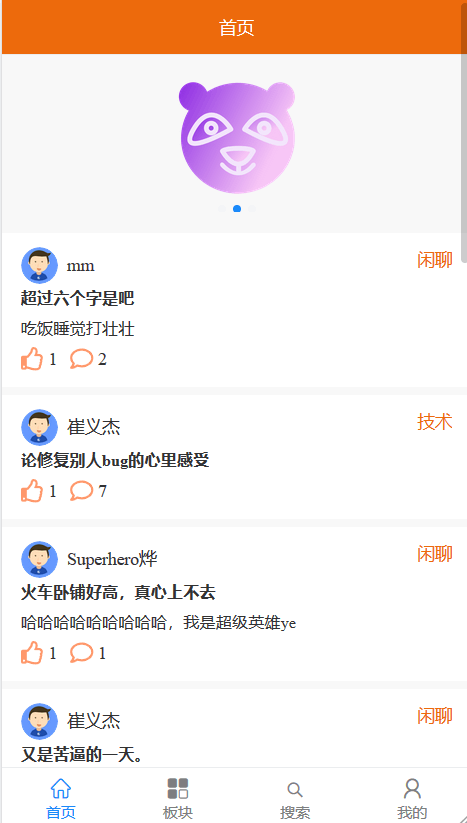 首页
mm
闲聊
超过六个字是吧
吃饭睡觉打壮壮
1 2
崔义杰
技术
论修复别人bug的心里感受
1 7
Superhero烨
闲聊
火车卧铺好高，真心上不去
哈哈哈哈哈哈哈哈哈，我是超级英雄ye
1 1
崔义杰
闲聊
又是苦逼的一天。
首页 板块 搜索 我的